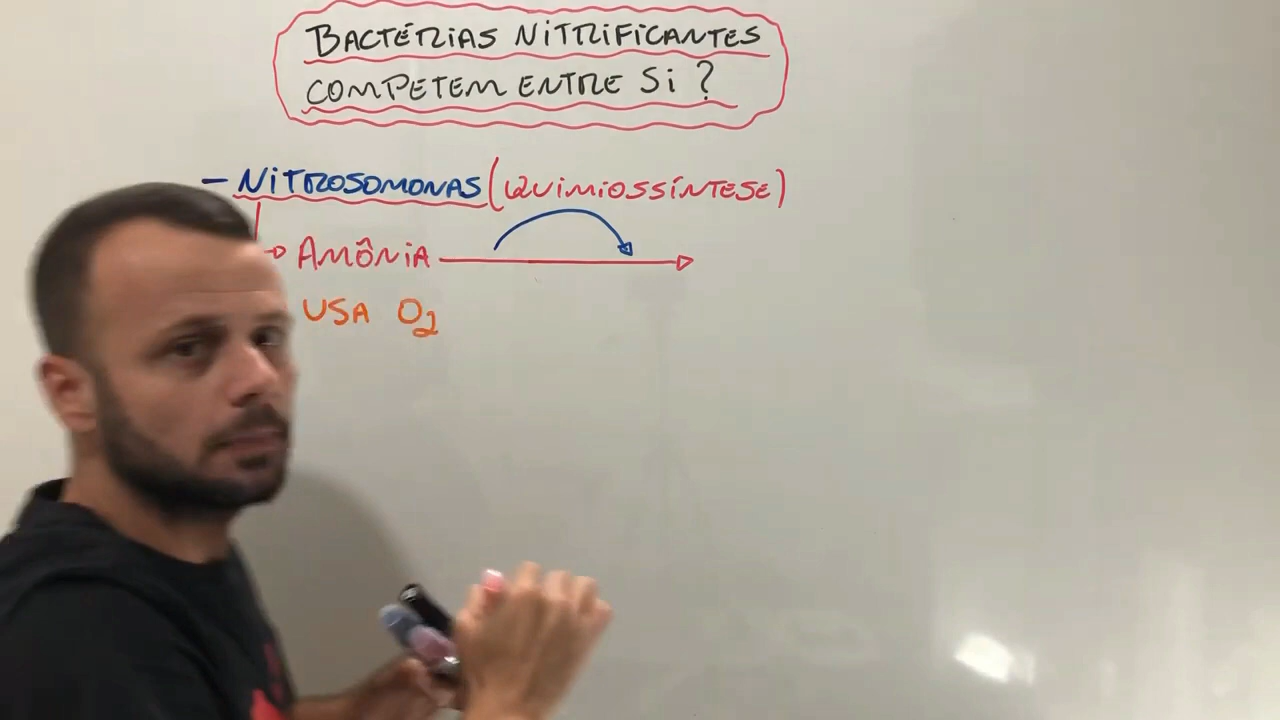 BACTÉRIAS NITRIFICANTES
COMPETEM ENTRE SI?
- NITROSOMONAS (QUIMIOSSÍNTESE)
AMÔNIA
USA O2